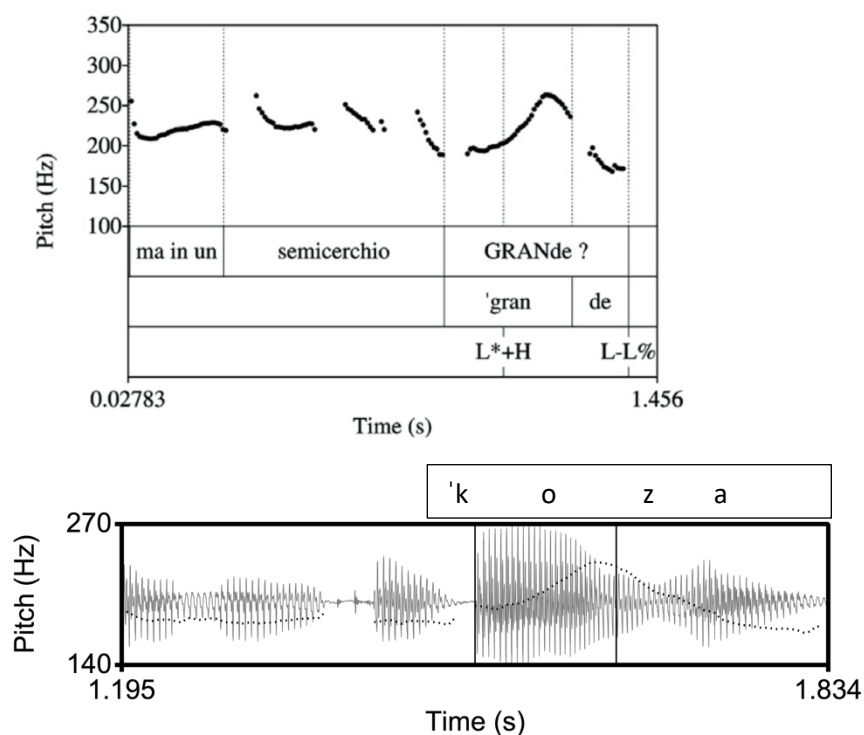 350
300
250
200
150
100
Pitch (Hz)
ma in un semicerchio GRANde ?
ˈgran de
L*+H L-L%
0.02783 1.456
Time (s)
ˈk o z a
270
Pitch (Hz)
140
1.195 1.834
Time (s)